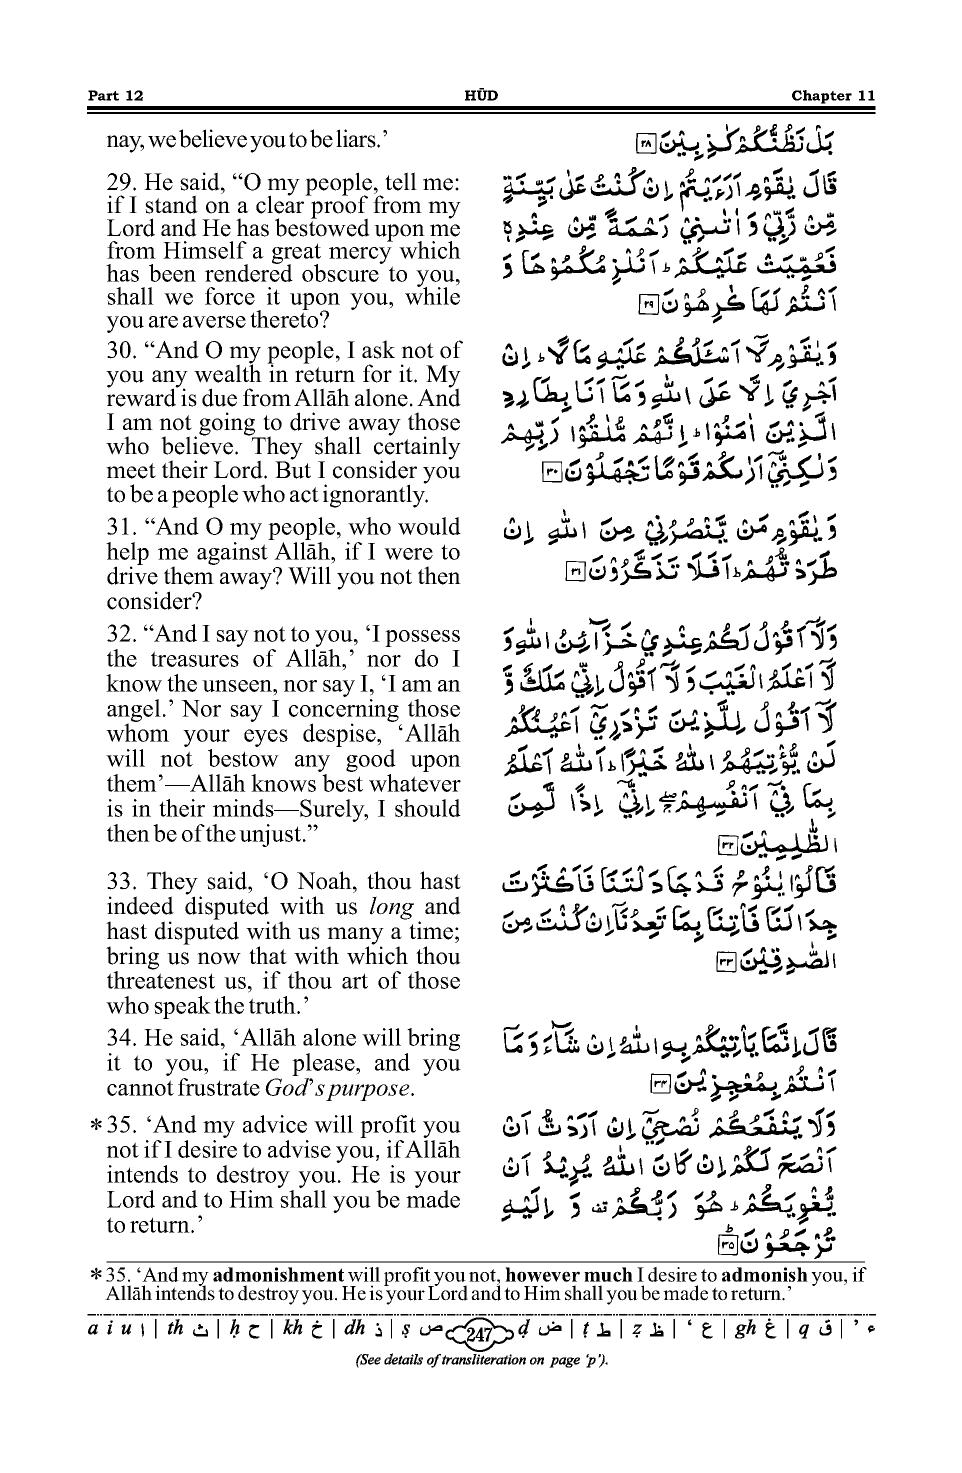 Part 12
HŪD
Chapter 11
nay, we believe you to be liars.’
29. He said, “O my people, tell me:
if I stand on a clear proof from my
Lord and He has bestowed upon me
from Himself a great mercy which
has been rendered obscure to you,
shall we force it upon you, while
you are averse thereto?
30. “And O my people, I ask not of
you any wealth in return for it. My
reward is due from Allāh alone. And
I am not going to drive away those
who believe. They shall certainly
meet their Lord. But I consider you
to be a people who act ignorantly.
31. “And O my people, who would
help me against Allāh, if I were to
drive them away? Will you not then
consider?
32. “And I say not to you, ‘I possess
the treasures of Allāh,’ nor do I
know the unseen, nor say I, ‘I am an
angel.’ Nor say I concerning those
whom your eyes despise, ‘Allāh
will not bestow any good upon
them’—Allāh knows best whatever
is in their minds—Surely, I should
then be of the unjust.”
33. They said, ‘O Noah, thou hast
indeed disputed with us long and
hast disputed with us many a time;
bring us now that with which thou
threatenest us, if thou art of those
who speak the truth.’
34. He said, ‘Allāh alone will bring
it to you, if He please, and you
cannot frustrate God’s purpose.
*35. ‘And my advice will profit you
not if I desire to advise you, if Allāh
intends to destroy you. He is your
Lord and to Him shall you be made
to return.’
بَلْ نَظُنُّكُمْ كٰذِبِيْنَ ۲۸
قَالَ يٰقَوْمِ اَرَءَيْتُمْ اِنْ كُنْتُ عَلٰى بَيِّنَةٍ
مِّنْ رَّبِّيْ وَ اٰتٰىنِيْ رَحْمَةً مِّنْ عِنْدِهٖ
فَعُمِّيَتْ عَلَيْكُمْ ؕ اَنُلْزِمُكُمُوْهَا وَ
اَنْتُمْ لَهَا كٰرِهُوْنَ ۲۹
وَ يٰقَوْمِ لَاۤ اَسْـَٔلُكُمْ عَلَيْهِ مَالًا ؕ اِنْ
اَجْرِيَ اِلَّا عَلَى اللّٰهِ وَ مَاۤ اَنَا بِطَارِدِ
الَّذِيْنَ اٰمَنُوْا ؕ اِنَّهُمْ مُّلٰقُوْا رَبِّهِمْ
وَ لٰكِنِّيْۤ اَرٰىكُمْ قَوْمًا تَجْهَلُوْنَ ۳۰
وَ يٰقَوْمِ مَنْ يَّنْصُرُنِيْ مِنَ اللّٰهِ اِنْ
طَرَدْتُّهُمْ ؕ اَفَلَا تَذَكَّرُوْنَ ۳۱
وَ لَاۤ اَقُوْلُ لَكُمْ عِنْدِيْ خَزَآئِنُ اللّٰهِ وَ
لَاۤ اَعْلَمُ الْغَيْبَ وَ لَاۤ اَقُوْلُ اِنِّيْ مَلَكٌ وَّ
لَاۤ اَقُوْلُ لِلَّذِيْنَ تَزْدَرِيْۤ اَعْيُنُكُمْ
لَنْ يُّؤْتِيَهُمُ اللّٰهُ خَيْرًا ؕ اَللّٰهُ اَعْلَمُ
بِمَا فِيْۤ اَنْفُسِهِمْ ۖۚ اِنِّيْۤ اِذًا لَّمِنَ
الظّٰلِمِيْنَ ۳۲
قَالُوْا يٰنُوْحُ قَدْ جَادَلْتَنَا فَاَكْثَرْتَ
جِدَالَنَا فَاْتِنَا بِمَا تَعِدُنَاۤ اِنْ كُنْتَ مِنَ
الصّٰدِقِيْنَ ۳۳
قَالَ اِنَّمَا يَاْتِيْكُمْ بِهِ اللّٰهُ اِنْ شَآءَ وَ مَاۤ
اَنْتُمْ بِمُعْجِزِيْنَ ۳۴
وَ لَا يَنْفَعُكُمْ نُصْحِيْۤ اِنْ اَرَدْتُّ اَنْ
اَنْصَحَ لَكُمْ اِنْ كَانَ اللّٰهُ يُرِيْدُ اَنْ
يُّغْوِيَكُمْ ؕ هُوَ رَبُّكُمْ ۟ وَ اِلَيْهِ
تُرْجَعُوْنَ ؕ ۳۵
*35. ‘And my admonishment will profit you not, however much I desire to admonish you, if
Allāh intends to destroy you. He is your Lord and to Him shall you be made to return.’
a i u ا | th ث | ḥ ح | kh خ | dh ذ | ṣ ص 247 ḍ ض | ṭ ط | ẓ ظ | ‘ ع | gh غ | q ق | ’ ء
(See details of transliteration on page ‘p’).